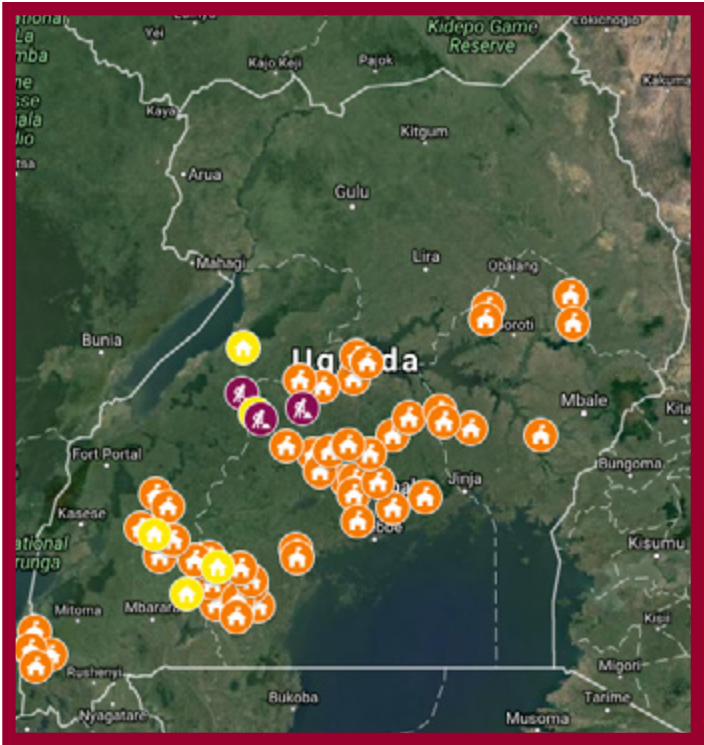 Yei
Kidepo Game
Reserve
Lokichogio
Kajo Keji
Pajok
Kakuma
Kaya
Kitgum
Arua
Gulu
Mahagi
Lira
Obalang
Bunia
Mbale
Fort Portal
Bungoma
Jinja
Kasese
Kisumu
Mitoma
Mbarara
Kisii
Rushenyi
Migori
Nyagatare
Bukoba
Tarime
Musoma